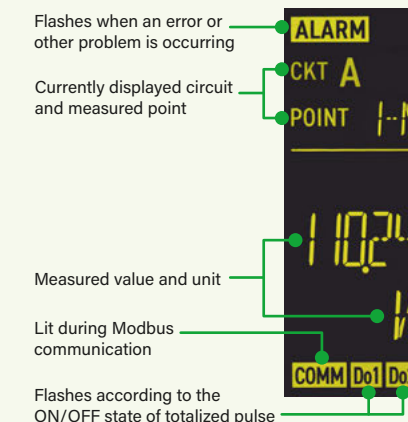 Flashes when an error or
other problem is occurring
ALARM
Currently displayed circuit
and measured point
CKT A
POINT
Measured value and unit
110.24
Lit during Modbus
communication
COMM Do1
Flashes according to the
ON/OFF state of totalized pulse